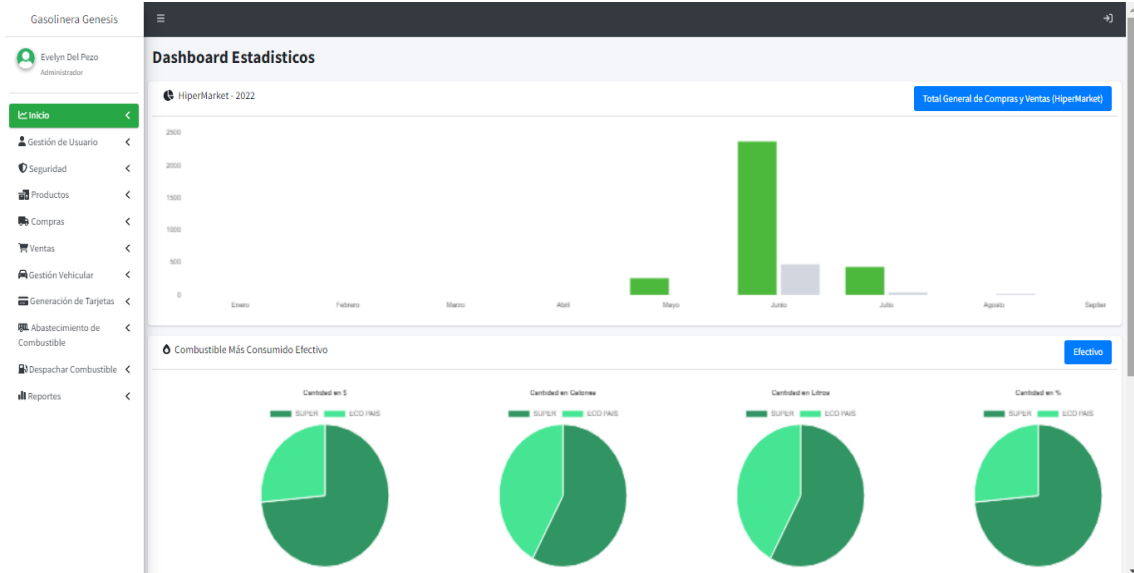 Gasolinera Genesis
Evelyn Del Pezo
Administrador
Inicio
Gestión de Usuario
Seguridad
Productos
Compras
Ventas
Gestión Vehicular
Generación de Tarjetas
Abastecimiento de
Combustible
Despachar Combustible
Reportes
Dashboard Estadisticos
HiperMarket - 2022
Total General de Compras y Ventas (HiperMarket)
2500
2000
1500
1000
500
0
Enero Febrero Marzo Abril Mayo Junio Julio Agosto Septier
Combustible Más Consumido Efectivo
Efectivo
Cantidad en $ Cantidad en Galones Cantidad en Litros Cantidad en %
SUPER ECO PAIS SUPER ECO PAIS SUPER ECO PAIS SUPER ECO PAIS